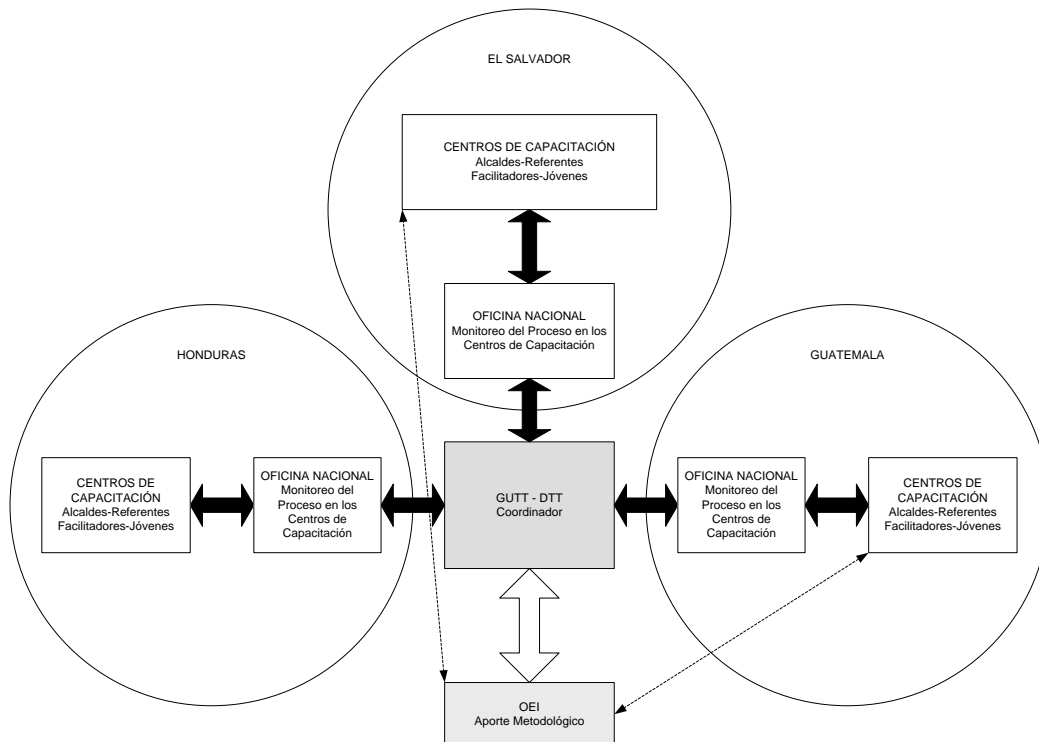 EL SALVADOR
CENTROS DE CAPACITACIÓN
Alcaldes-Referentes
Facilitadores-Jóvenes
OFICINA NACIONAL
Monitoreo del Proceso en los
Centros de Capacitación
HONDURAS
CENTROS DE
CAPACITACIÓN
Alcaldes-Referentes
Facilitadores-Jóvenes
OFICINA NACIONAL
Monitoreo del
Proceso en los
Centros de
Capacitación
GUTT - DTT
Coordinador
GUATEMALA
OFICINA NACIONAL
Monitoreo del
Proceso en los
Centros de
Capacitación
CENTROS DE
CAPACITACIÓN
Alcaldes-Referentes
Facilitadores-Jóvenes
OEI
Aporte Metodológico